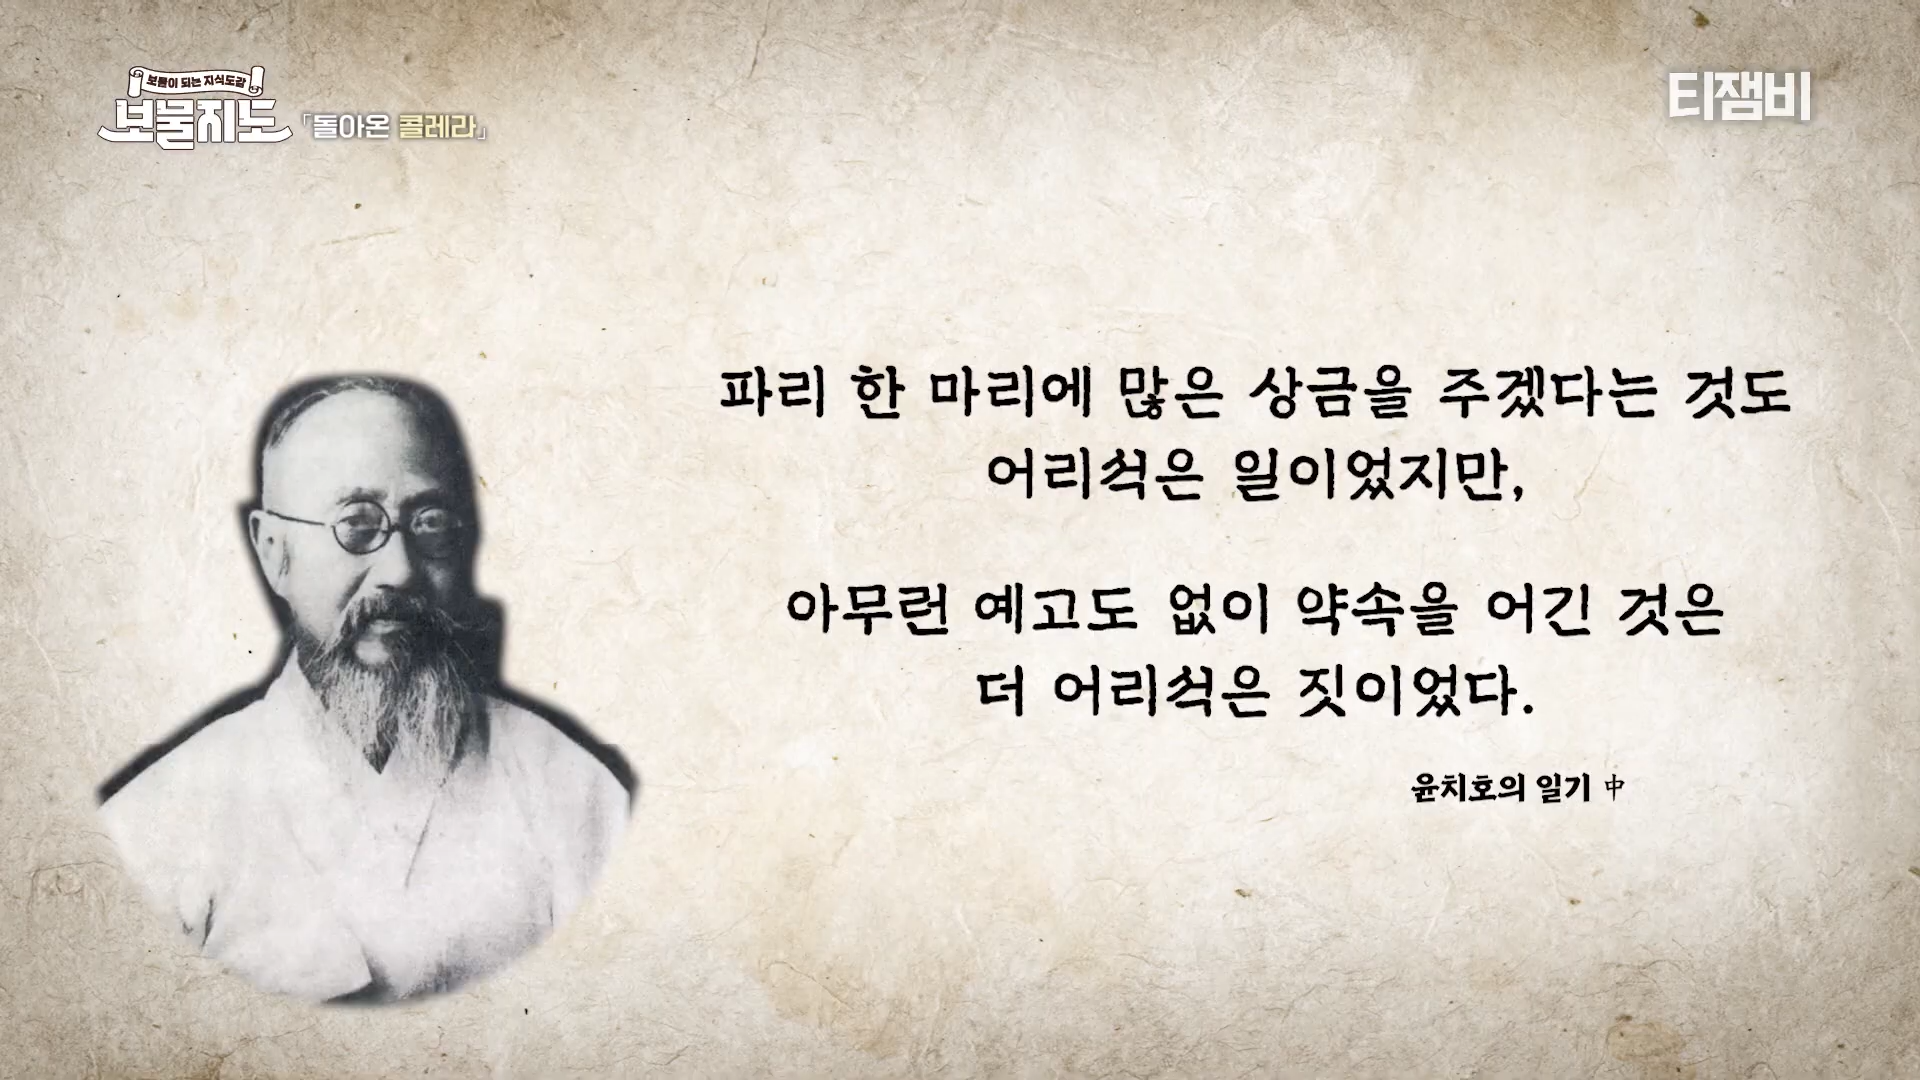 보물이 되는 지식도감
보물지도
「돌아온 콜레라」
티잼비
파리 한 마리에 많은 상금을 주겠다는 것도
어리석은 일이었지만,
아무런 예고도 없이 약속을 어긴 것은
더 어리석은 짓이었다.
윤치호의 일기 中